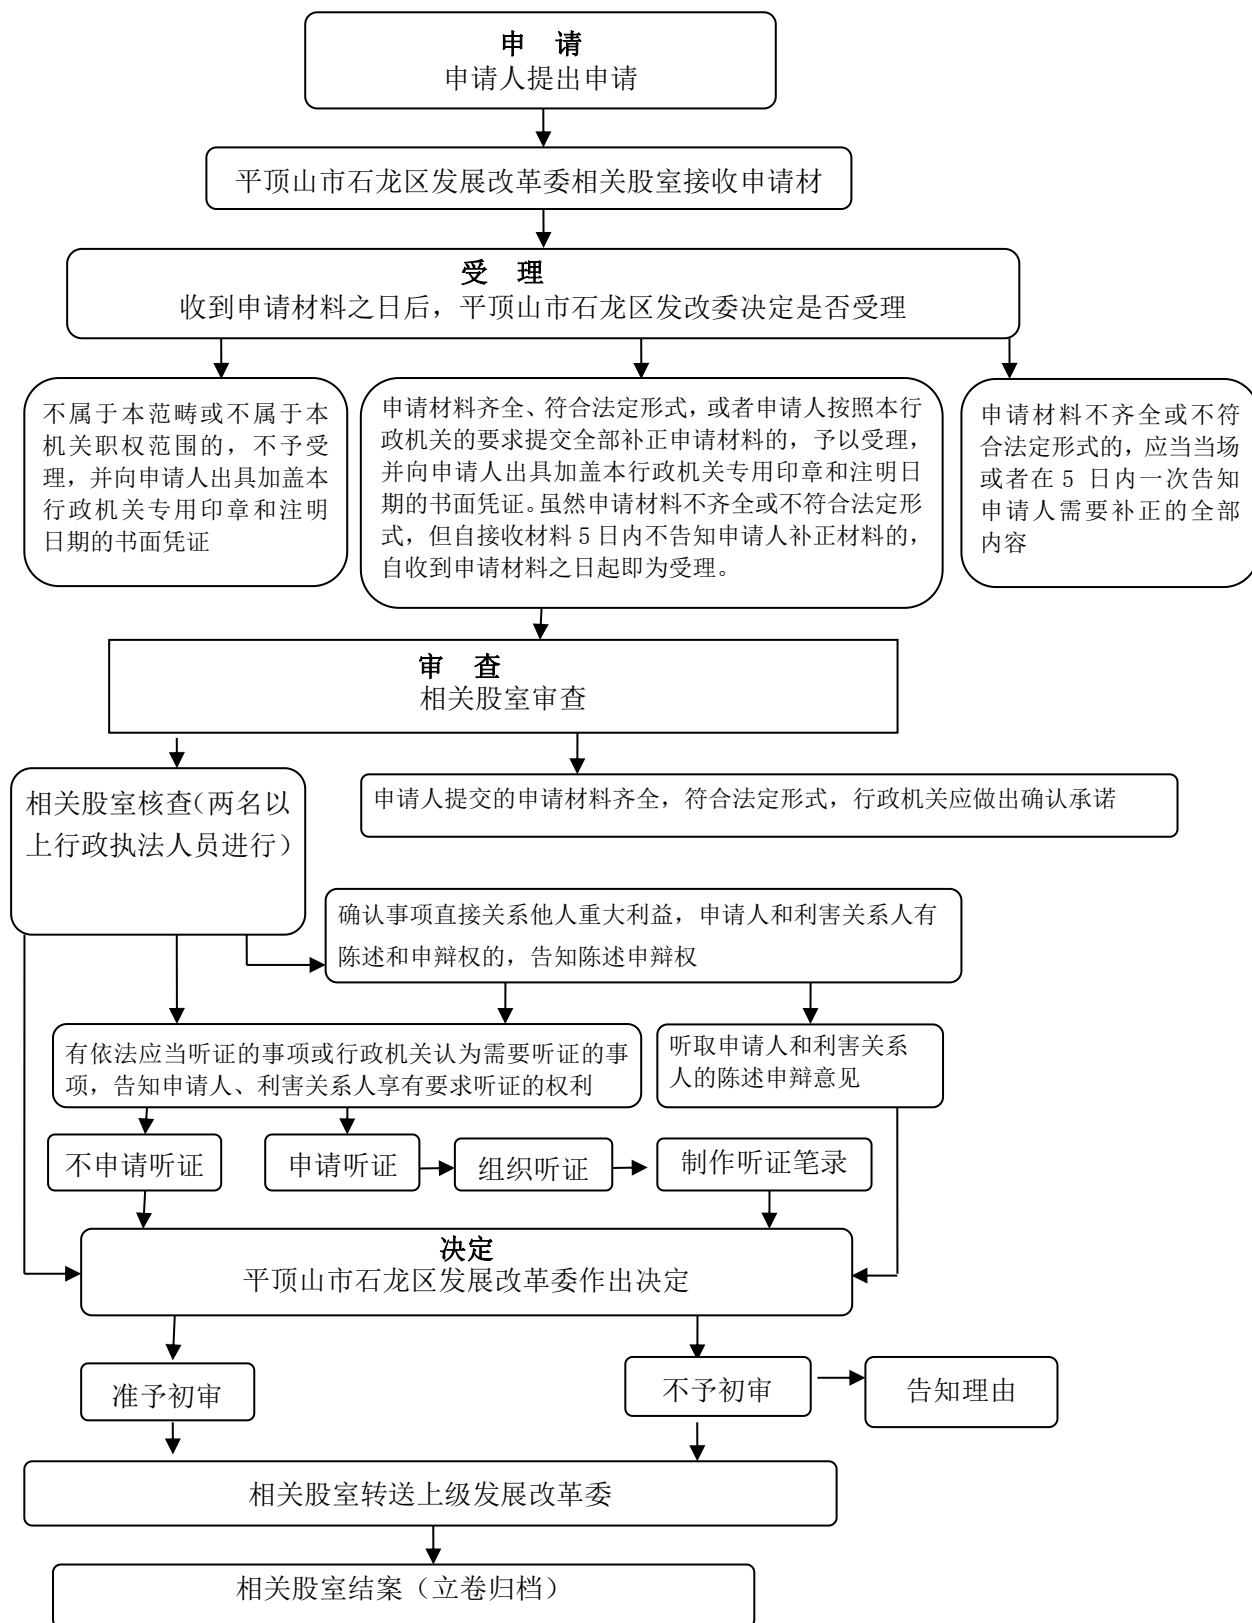 申 请
申请人提出申请
平顶山市石龙区发展改革委相关股室接收申请材
受 理
收到申请材料之日后，平顶山市石龙区发改委决定是否受理
不属于本范畴或不属于本
机关职权范围的，不予受
理，并向申请人出具加盖本
行政机关专用印章和注明
日期的书面凭证
申请材料齐全、符合法定形式，或者申请人按照本行
政机关的要求提交全部补正申请材料的，予以受理，
并向申请人出具加盖本行政机关专用印章和注明日
期的书面凭证。虽然申请材料不齐全或不符合法定形
式，但自接收材料 5 日内不告知申请人补正材料的，
自收到申请材料之日起即为受理。
申请材料不齐全或不符
合法定形式的，应当当场
或者在 5 日内一次告知
申请人需要补正的全部
内容
审 查
相关股室审查
相关股室核查（两名以
上行政执法人员进行）
申请人提交的申请材料齐全，符合法定形式，行政机关应做出确认承诺
确认事项直接关系他人重大利益，申请人和利害关系人有
陈述和申辩权的，告知陈述申辩权
有依法应当听证的事项或行政机关认为需要听证的事
项，告知申请人、利害关系人享有要求听证的权利
听取申请人和利害关系
人的陈述申辩意见
不申请听证
申请听证
组织听证
制作听证笔录
决定
平顶山市石龙区发展改革委作出决定
准予初审
不予初审
告知理由
相关股室转送上级发展改革委
相关股室结案（立卷归档）